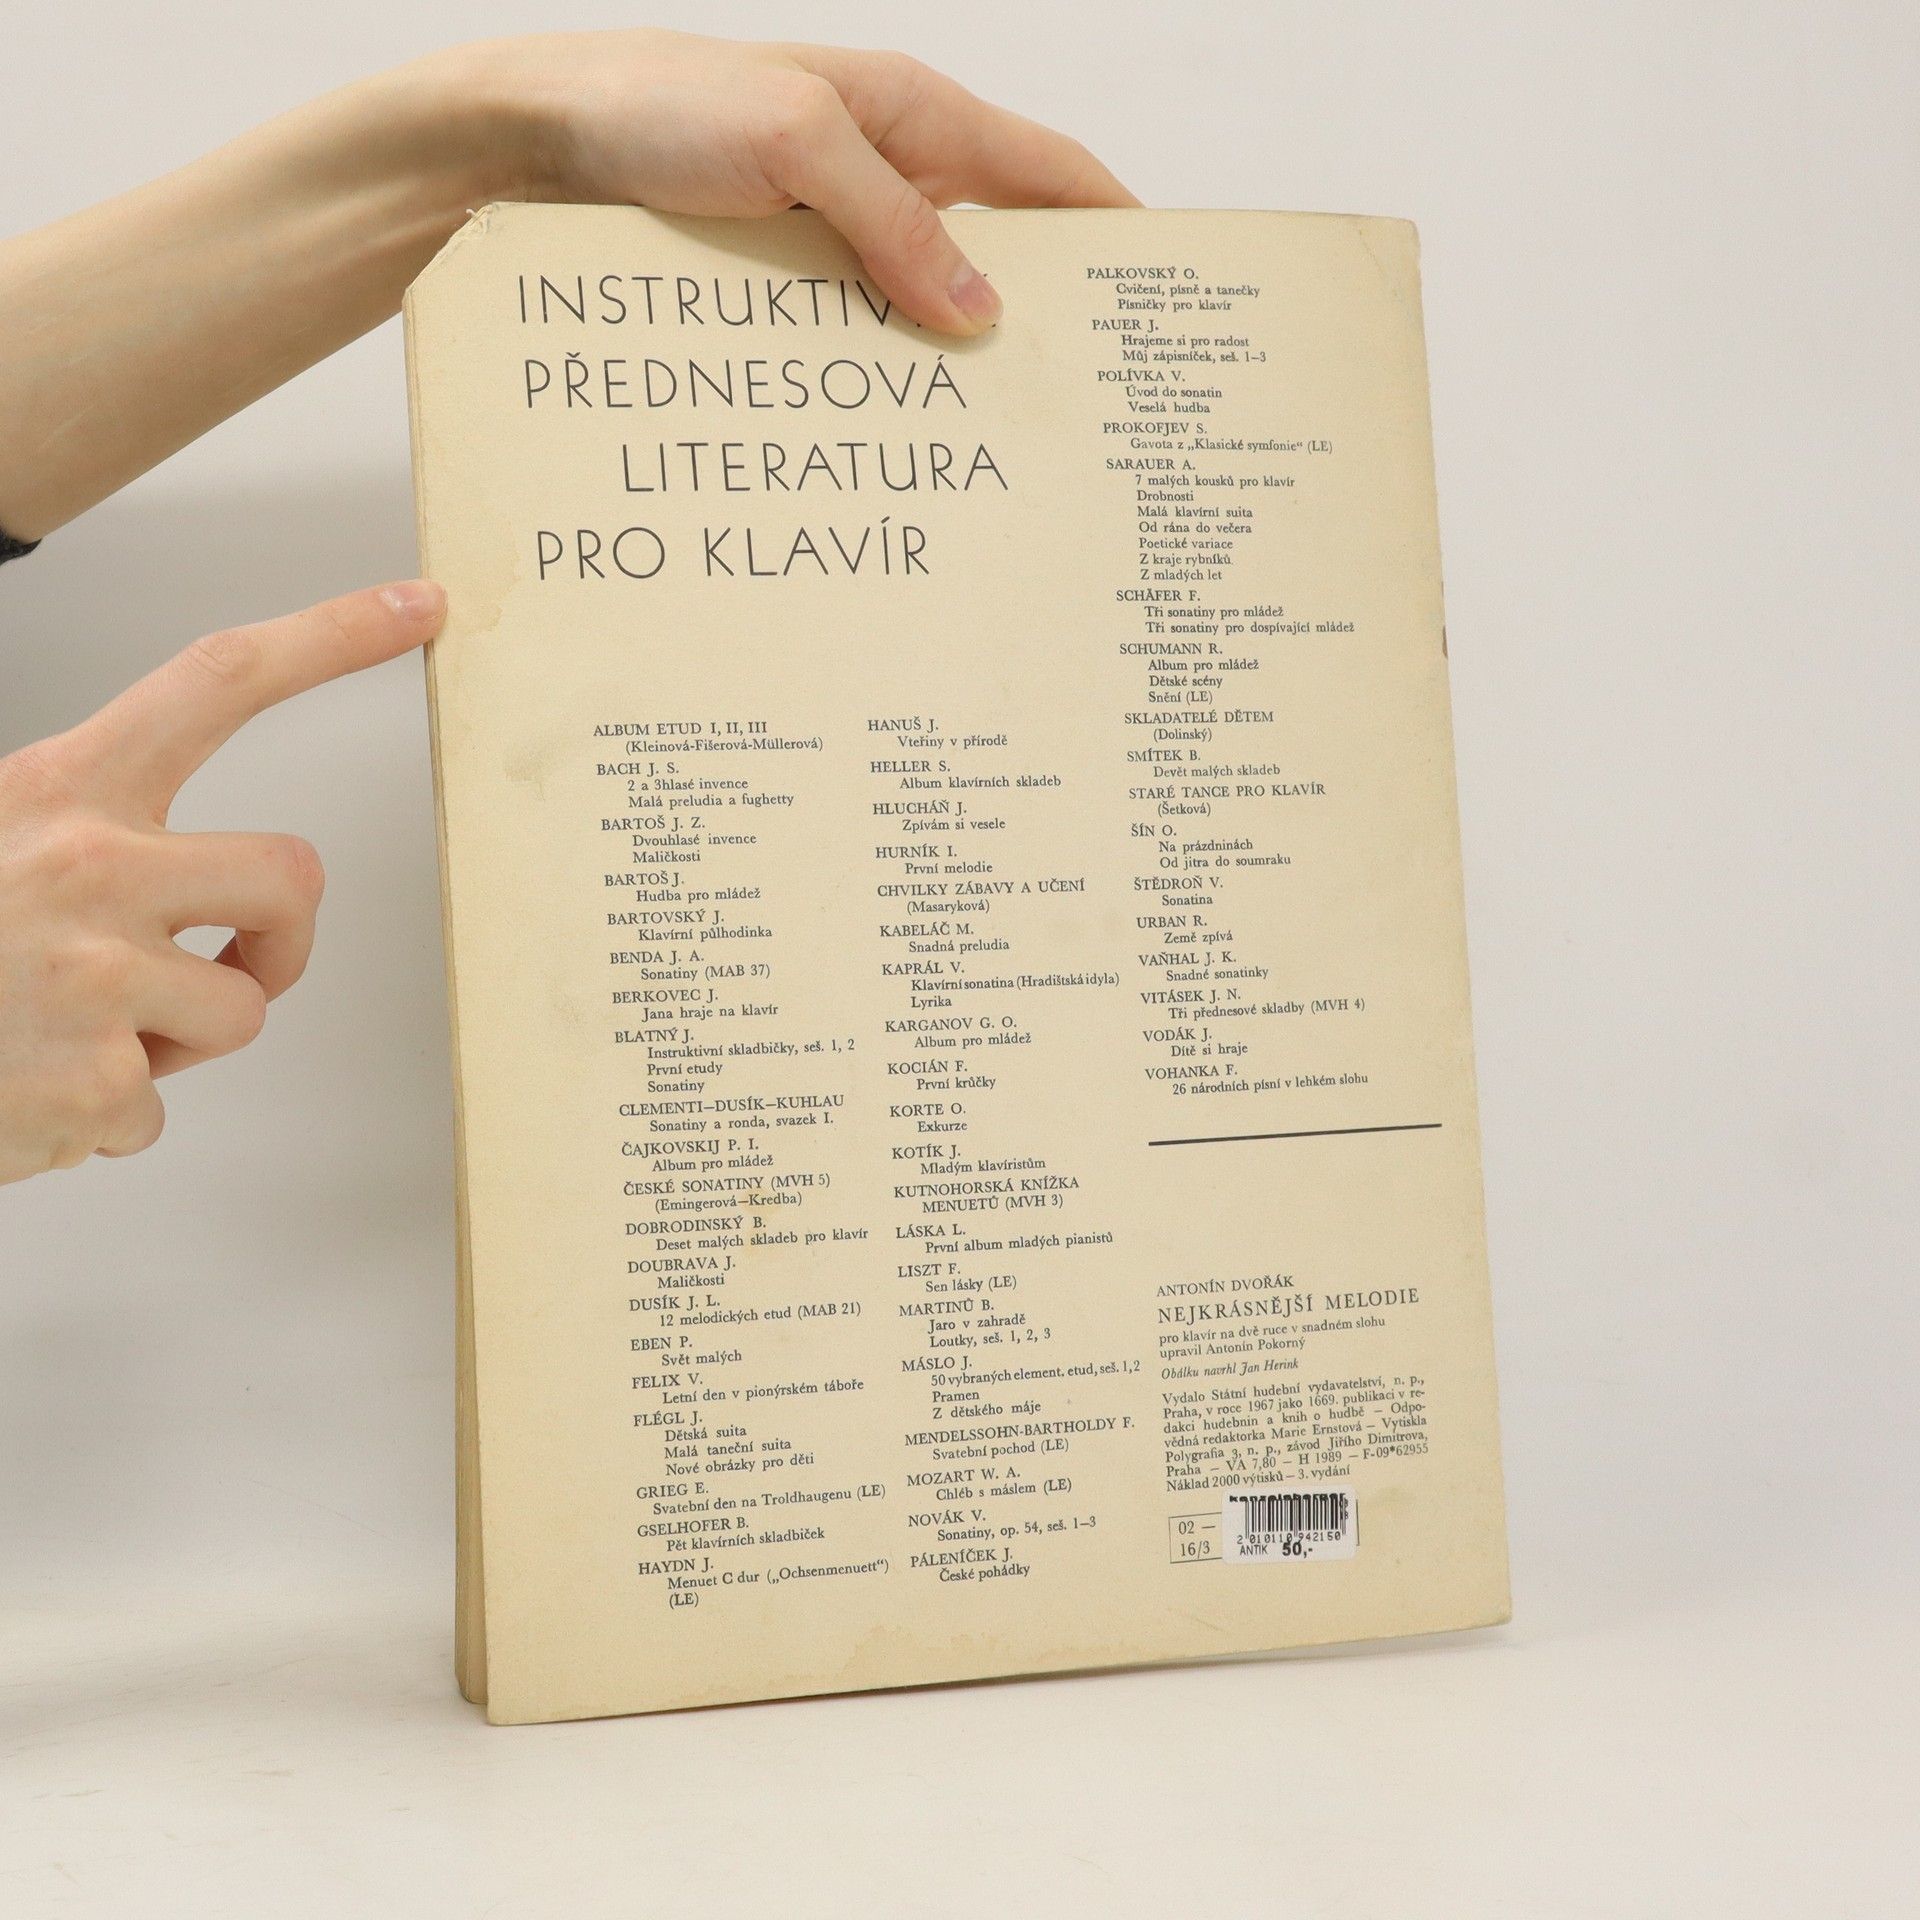 INSTRUKTIV
PŘEDNESOVÁ
LITERATURA
PRO KLAVÍR
ALBUM ETUD I, II, III
(Kleinová-Fišerová-Müllerová)
BACH J. S.
2 a 3hlasé invence
Malá preludia a fughetty
BARTOŠ J. Z.
Dvouhlasé invence
Maličkosti
BARTOŠ J.
Hudba pro mládež
BARTOVSKÝ J.
Klavírní půlhodinka
BENDA J. A.
Sonatiny (MAB 37)
BERKOVEC J.
Jana hraje na klavír
BLATNÝ J.
Instruktivní skladbičky, seš. 1, 2
První etudy
Sonatiny
CLEMENTI–DUSÍK–KUHLAU
Sonatiny a ronda, svazek I.
ČAJKOVSKIJ P. I.
Album pro mládež
ČESKÉ SONATINY (MVH 5)
(Emingerová–Kredba)
DOBRODINSKÝ B.
Deset malých skladeb pro klavír
DOUBRAVA J.
Maličkosti
DUSÍK J. L.
12 melodických etud (MAB 21)
EBEN P.
Svět malých
FELIX V.
Letní den v pionýrském táboře
FLÉGL J.
Dětská suita
Malá taneční suita
Nové obrázky pro děti
GRIEG E.
Svatební den na Troldhaugenu (LE)
GSELHOFER B.
Pět klavírních skladbiček
HAYDN J.
Menuet C dur („Ochsenmenuett“)
(LE)
HANUŠ J.
Vteřiny v přírodě
HELLER S.
Album klavírních skladeb
HLUCHÁŇ J.
Zpívám si vesele
HURNÍK I.
První melodie
CHVILKY ZÁBAVY A UČENÍ
(Masaryková)
KABELÁČ M.
Snadná preludia
KAPRÁL V.
Klavírní sonatina (Hradištská idyla)
Lyrika
KARGANOV G. O.
Album pro mládež
KOCIÁN F.
První krůčky
KORTE O.
Exkurze
KOTÍK J.
Mladým klavíristům
KUTNOHORSKÁ KNÍŽKA
MENUETŮ (MVH 3)
LÁSKA L.
První album mladých pianistů
LISZT F.
Sen lásky (LE)
MARTINŮ B.
Jaro v zahradě
Loutky, seš. 1, 2, 3
MÁSLO J.
50 vybraných element. etud, seš. 1, 2
Pramen
Z dětského máje
MENDELSSOHN-BARTHOLDY F.
Svatební pochod (LE)
MOZART W. A.
Chléb s máslem (LE)
NOVÁK V.
Sonatiny, op. 54, seš. 1–3
PÁLENÍČEK J.
České pohádky
PALKOVSKÝ O.
Cvičení, písně a tanečky
Písničky pro klavír
PAUER J.
Hrajeme si pro radost
Můj zápisníček, seš. 1–3
POLÍVKA V.
Úvod do sonatin
Veselá hudba
PROKOFJEV S.
Gavota z „Klasické symfonie“ (LE)
SARAUER A.
7 malých kousků pro klavír
Drobnosti
Malá klavírní suita
Od rána do večera
Poetické variace
Z kraje rybníků
Z mladých let
SCHÄFER F.
Tři sonatiny pro mládež
Tři sonatiny pro dospívající mládež
SCHUMANN R.
Album pro mládež
Dětské scény
Snění (LE)
SKLADATELÉ DĚTEM
(Dolinský)
SMÍTEK B.
Devět malých skladeb
STARÉ TANCE PRO KLAVÍR
(Šetková)
ŠÍN O.
Na prázdninách
Od jitra do soumraku
ŠTĚDROŇ V.
Sonatina
URBAN R.
Země zpívá
VAŇHAL J. K.
Snadné sonatinky
VITÁSEK J. N.
Tři přednesové skladby (MVH 4)
VODÁK J.
Dítě si hraje
VOHANKA F.
26 národních písní v lehkém slohu
ANTONÍN DVOŘÁK
NEJKRÁSNĚJŠÍ MELODIE
pro klavír na dvě ruce v snadném slohu
upravil Antonín Pokorný
Obálku navrhl Jan Herink
Vydalo Státní hudební vydavatelství, n. p.,
Praha, v roce 1967 jako 1669. publikaci v re-
dakci hudebnin a knih o hudbě – Odpo-
vědná redaktorka Marie Ernstová – Vytiskla
Polygrafia 3, n. p., závod Jiřího Dimitrova,
Praha – VA 7,80 – H 1989 – F-09*62955
Náklad 2000 výtisků – 3. vydání
02 –
16/3
2 010110 942150
ANTIK 50,-